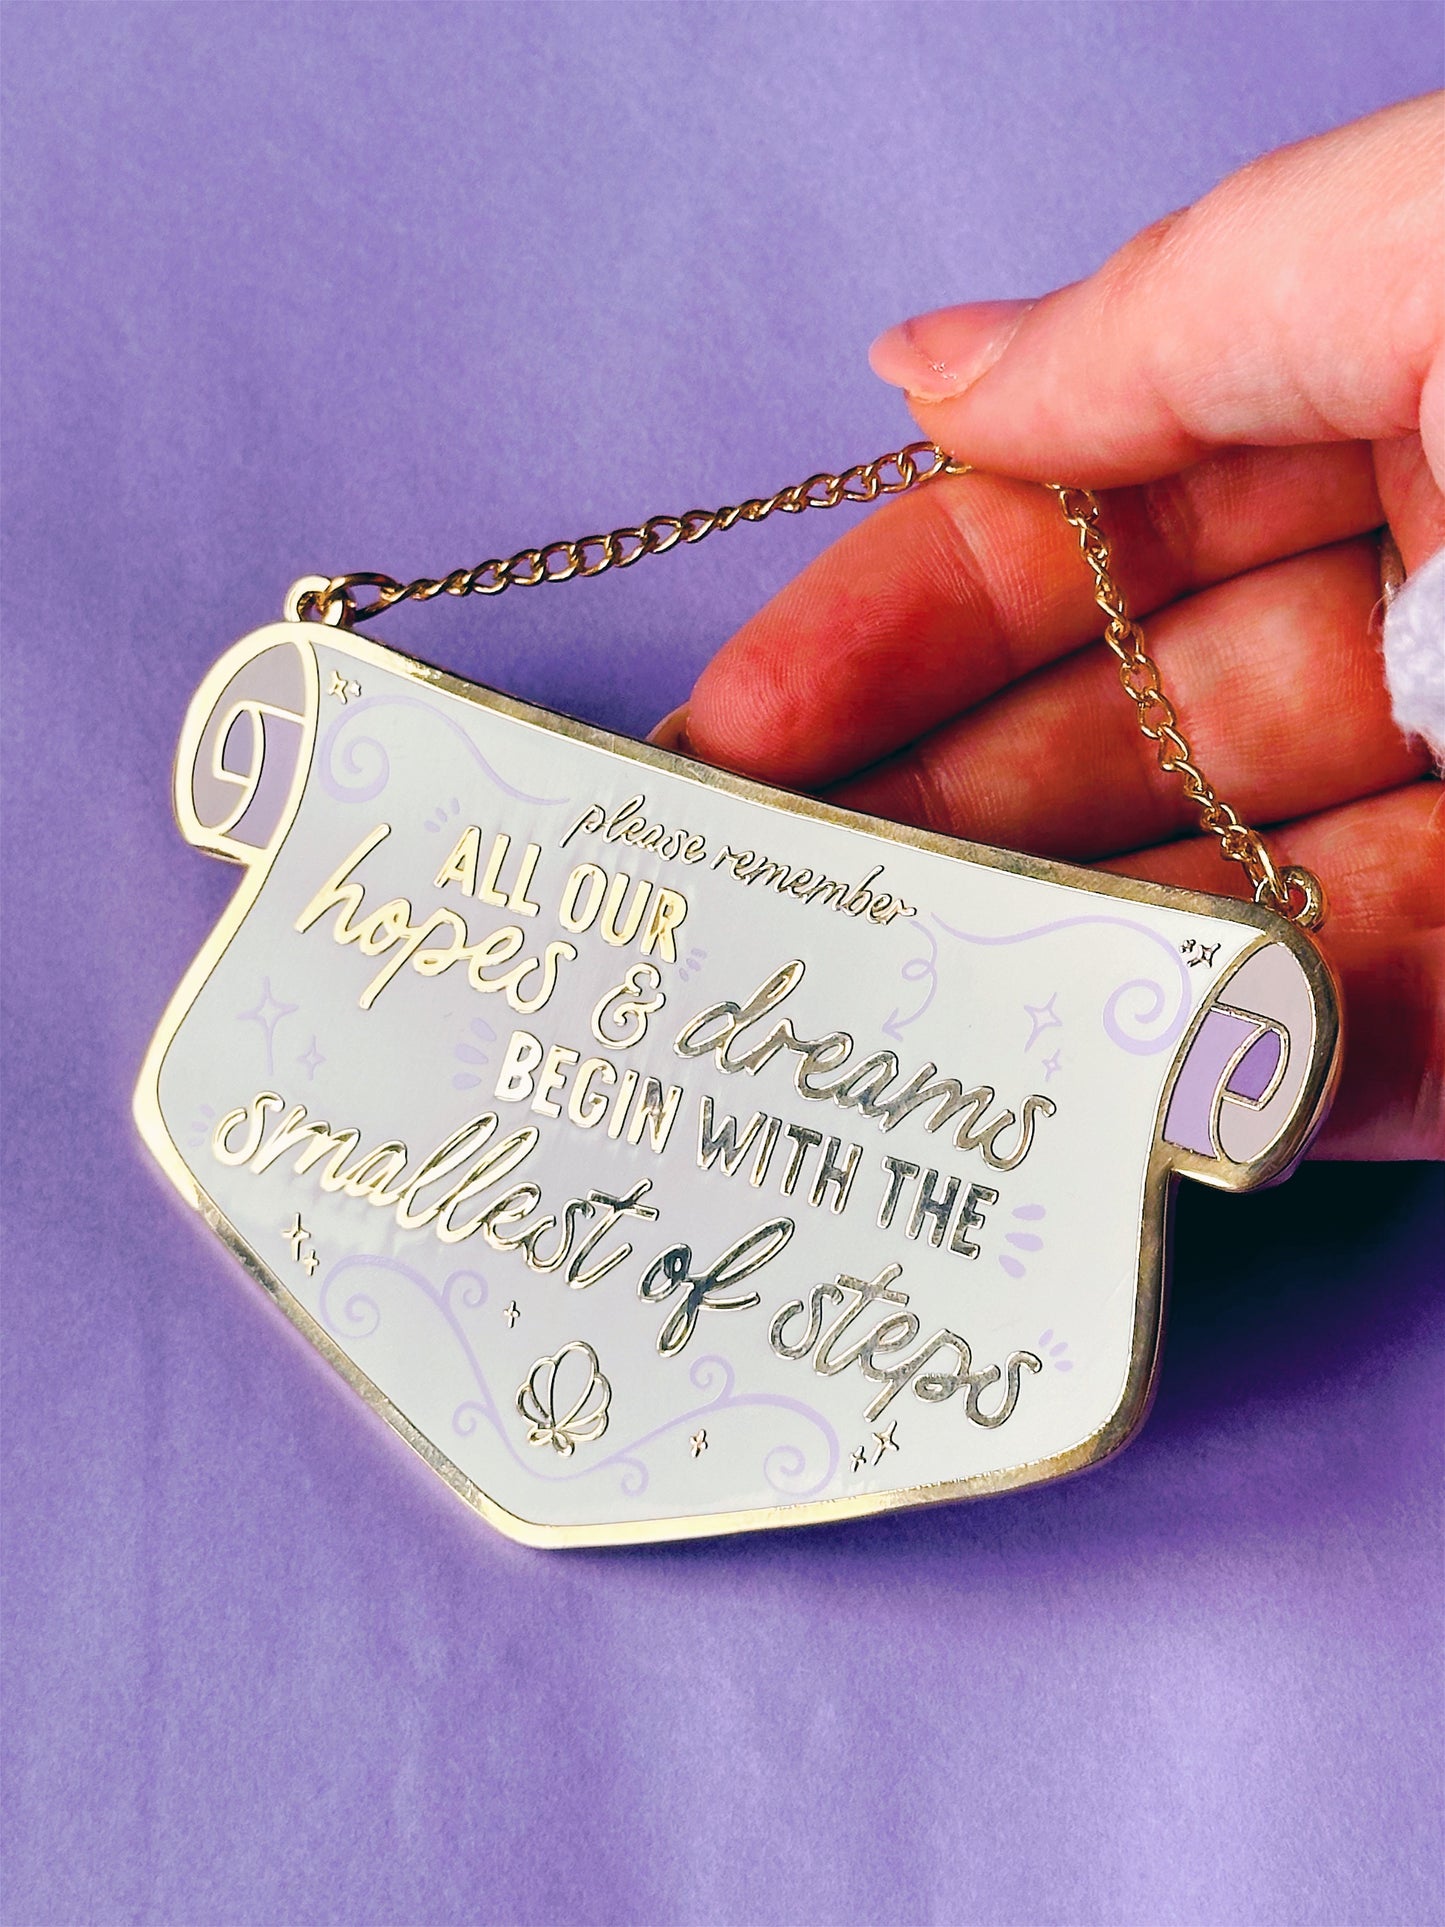 please remember
ALL OUR
hopes & dreams
BEGIN WITH THE
smallest of steps